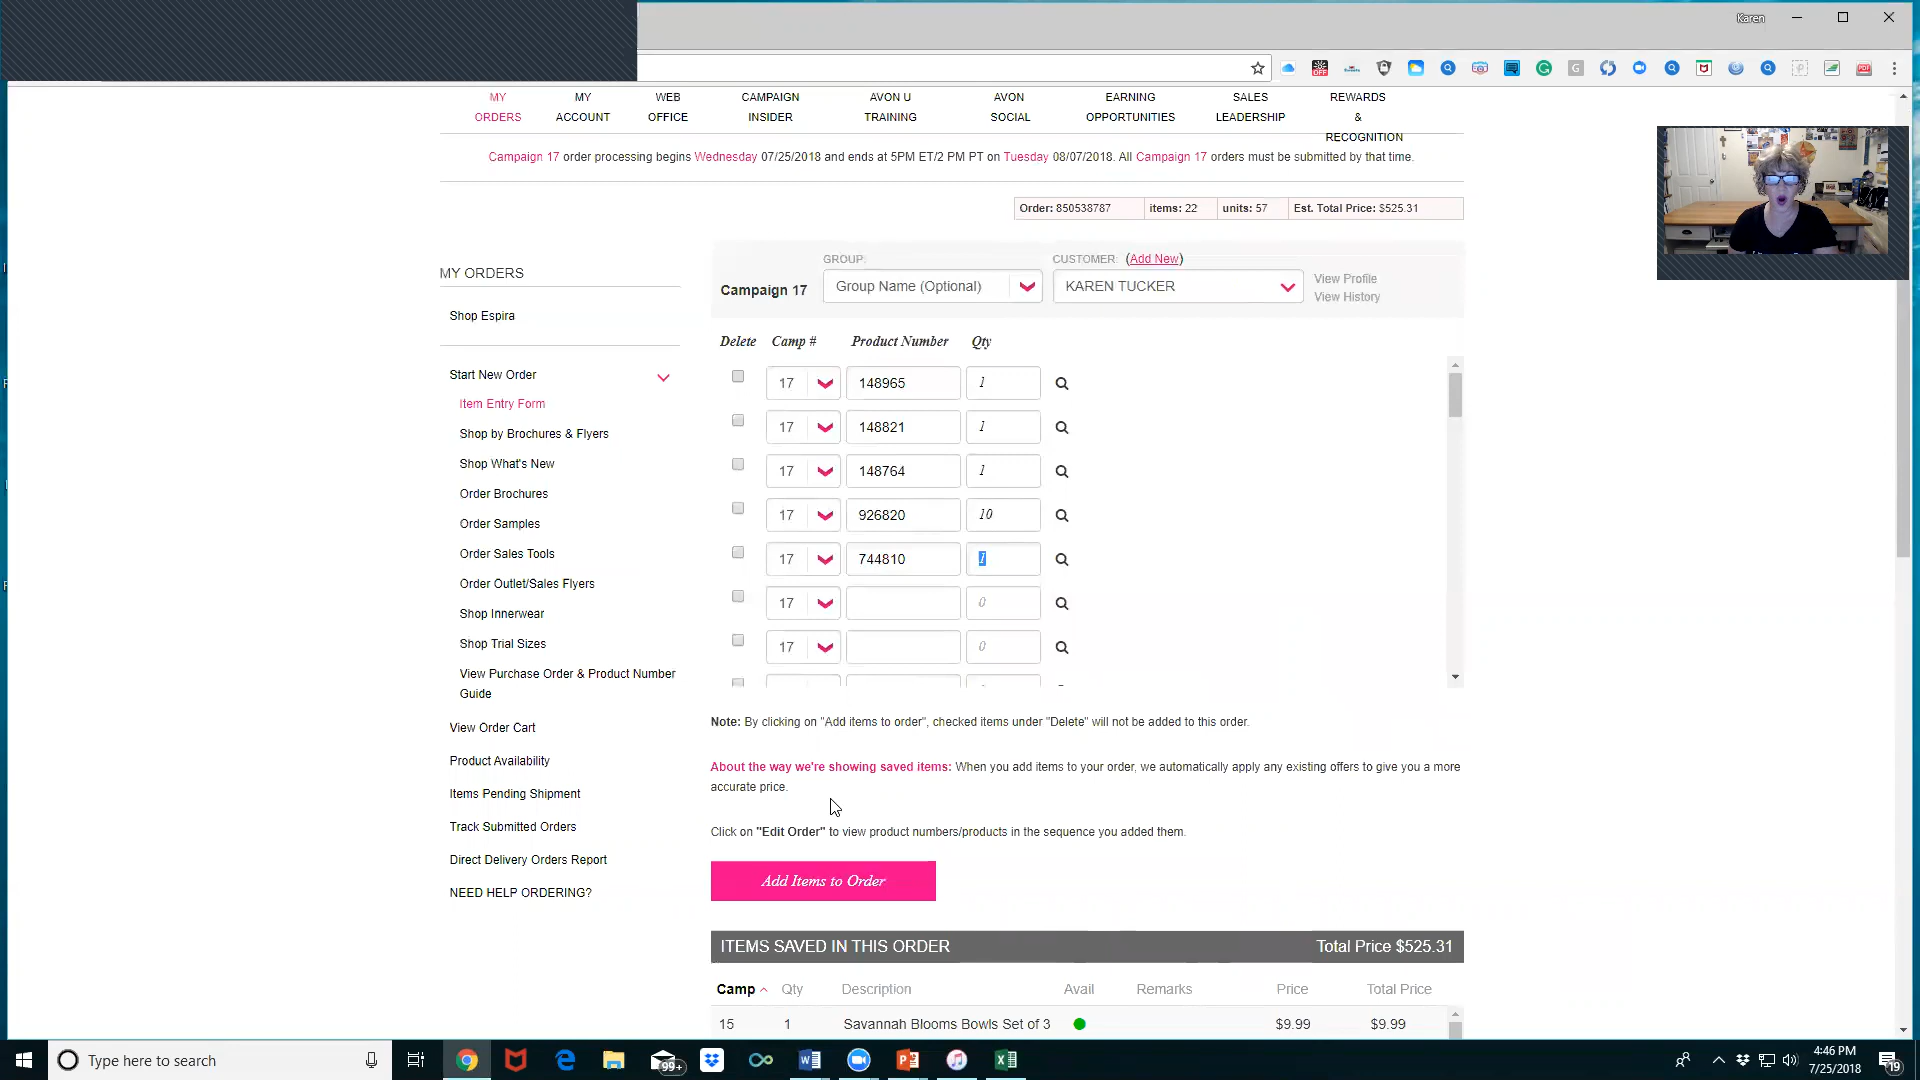 Karen
MY ORDERS
MY ACCOUNT
WEB OFFICE
CAMPAIGN INSIDER
AVON U TRAINING
AVON SOCIAL
EARNING OPPORTUNITIES
SALES LEADERSHIP
REWARDS & RECOGNITION
Campaign 17 order processing begins Wednesday 07/25/2018 and ends at 5PM ET/2 PM PT on Tuesday 08/07/2018. All Campaign 17 orders must be submitted by that time.
Order: 850538787 items: 22 units: 57 Est. Total Price: $525.31
MY ORDERS
Shop Espira
Start New Order
Item Entry Form
Shop by Brochures & Flyers
Shop What's New
Order Brochures
Order Samples
Order Sales Tools
Order Outlet/Sales Flyers
Shop Innerwear
Shop Trial Sizes
View Purchase Order & Product Number
Guide
View Order Cart
Product Availability
Items Pending Shipment
Track Submitted Orders
Direct Delivery Orders Report
NEED HELP ORDERING?
GROUP: CUSTOMER: (Add New)
Campaign 17 Group Name (Optional) KAREN TUCKER
View Profile
View History
Delete Camp # Product Number Qty
17 148965 1
17 148821 1
17 148764 1
17 926820 10
17 744810 1
17 0
17 0
Note: By clicking on "Add items to order", checked items under "Delete" will not be added to this order.
About the way we're showing saved items: When you add items to your order, we automatically apply any existing offers to give you a more
accurate price.
Click on "Edit Order" to view product numbers/products in the sequence you added them.
Add Items to Order
ITEMS SAVED IN THIS ORDER Total Price $525.31
Camp Qty Description Avail Remarks Price Total Price
15 1 Savannah Blooms Bowls Set of 3 $9.99 $9.99
Type here to search
99+
4:46 PM
7/25/2018
19